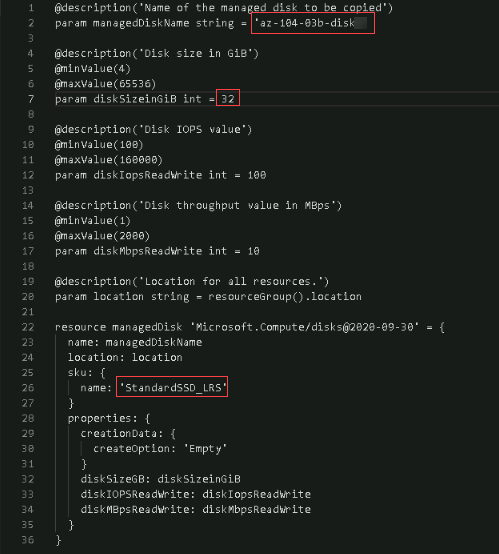 1 @description('Name of the managed disk to be copied')
2 param managedDiskName string = 'az-104-03b-disk
3
4 @description('Disk size in GiB')
5 @minValue(4)
6 @maxValue(65536)
7 param diskSizeinGiB int = 32
8
9 @description('Disk IOPS value')
10 @minValue(100)
11 @maxValue(160000)
12 param diskIopsReadWrite int = 100
13
14 @description('Disk throughput value in MBps')
15 @minValue(1)
16 @maxValue(2000)
17 param diskMbpsReadWrite int = 10
18
19 @description('Location for all resources.')
20 param location string = resourceGroup().location
21
22 resource managedDisk 'Microsoft.Compute/disks@2020-09-30' = {
23 name: managedDiskName
24 location: location
25 sku: {
26 name: 'StandardSSD_LRS'
27 }
28 properties: {
29 creationData: {
30 createOption: 'Empty'
31 }
32 diskSizeGB: diskSizeinGiB
33 diskIOPSReadWrite: diskIopsReadWrite
34 diskMBpsReadWrite: diskMbpsReadWrite
35 }
36 }